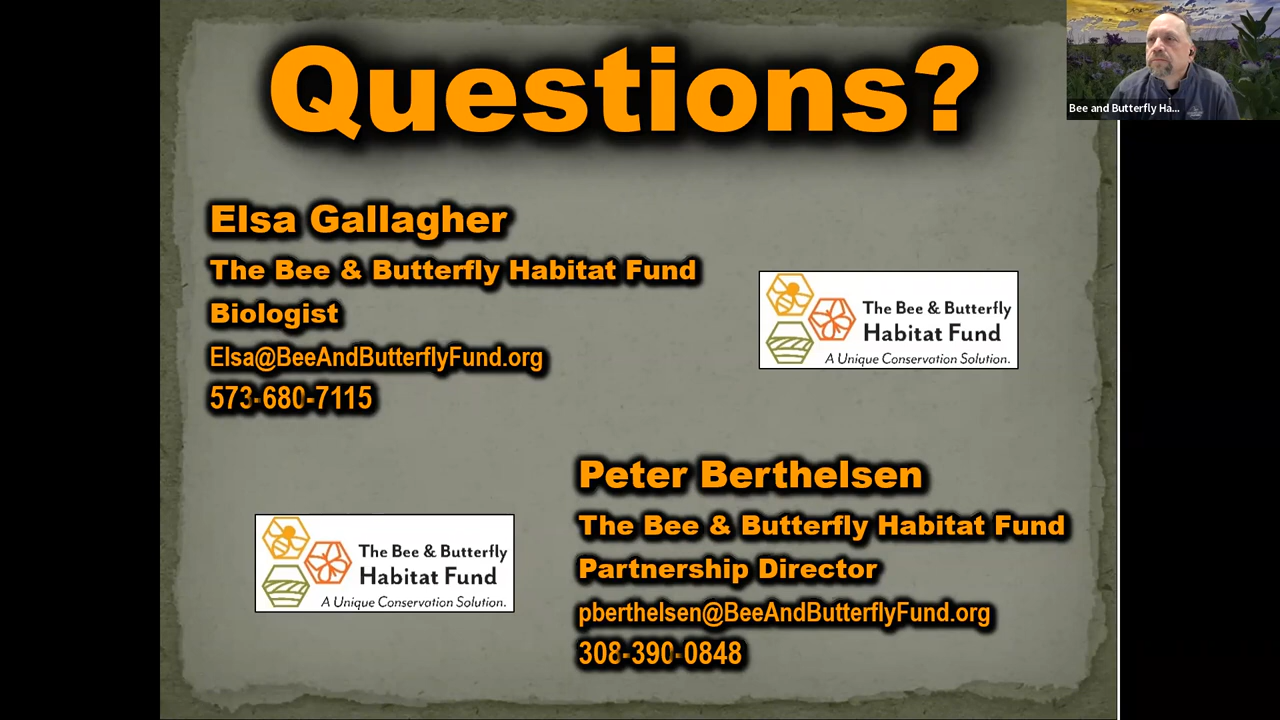 Questions?
Bee and Butterfly Ha...
Elsa Gallagher
The Bee & Butterfly Habitat Fund
Biologist
Elsa@BeeAndButterflyFund.org
573-680-7115
The Bee & Butterfly
Habitat Fund
A Unique Conservation Solution.
Peter Berthelsen
The Bee & Butterfly Habitat Fund
Partnership Director
pberthelsen@BeeAndButterflyFund.org
308-390-0848
The Bee & Butterfly
Habitat Fund
A Unique Conservation Solution.